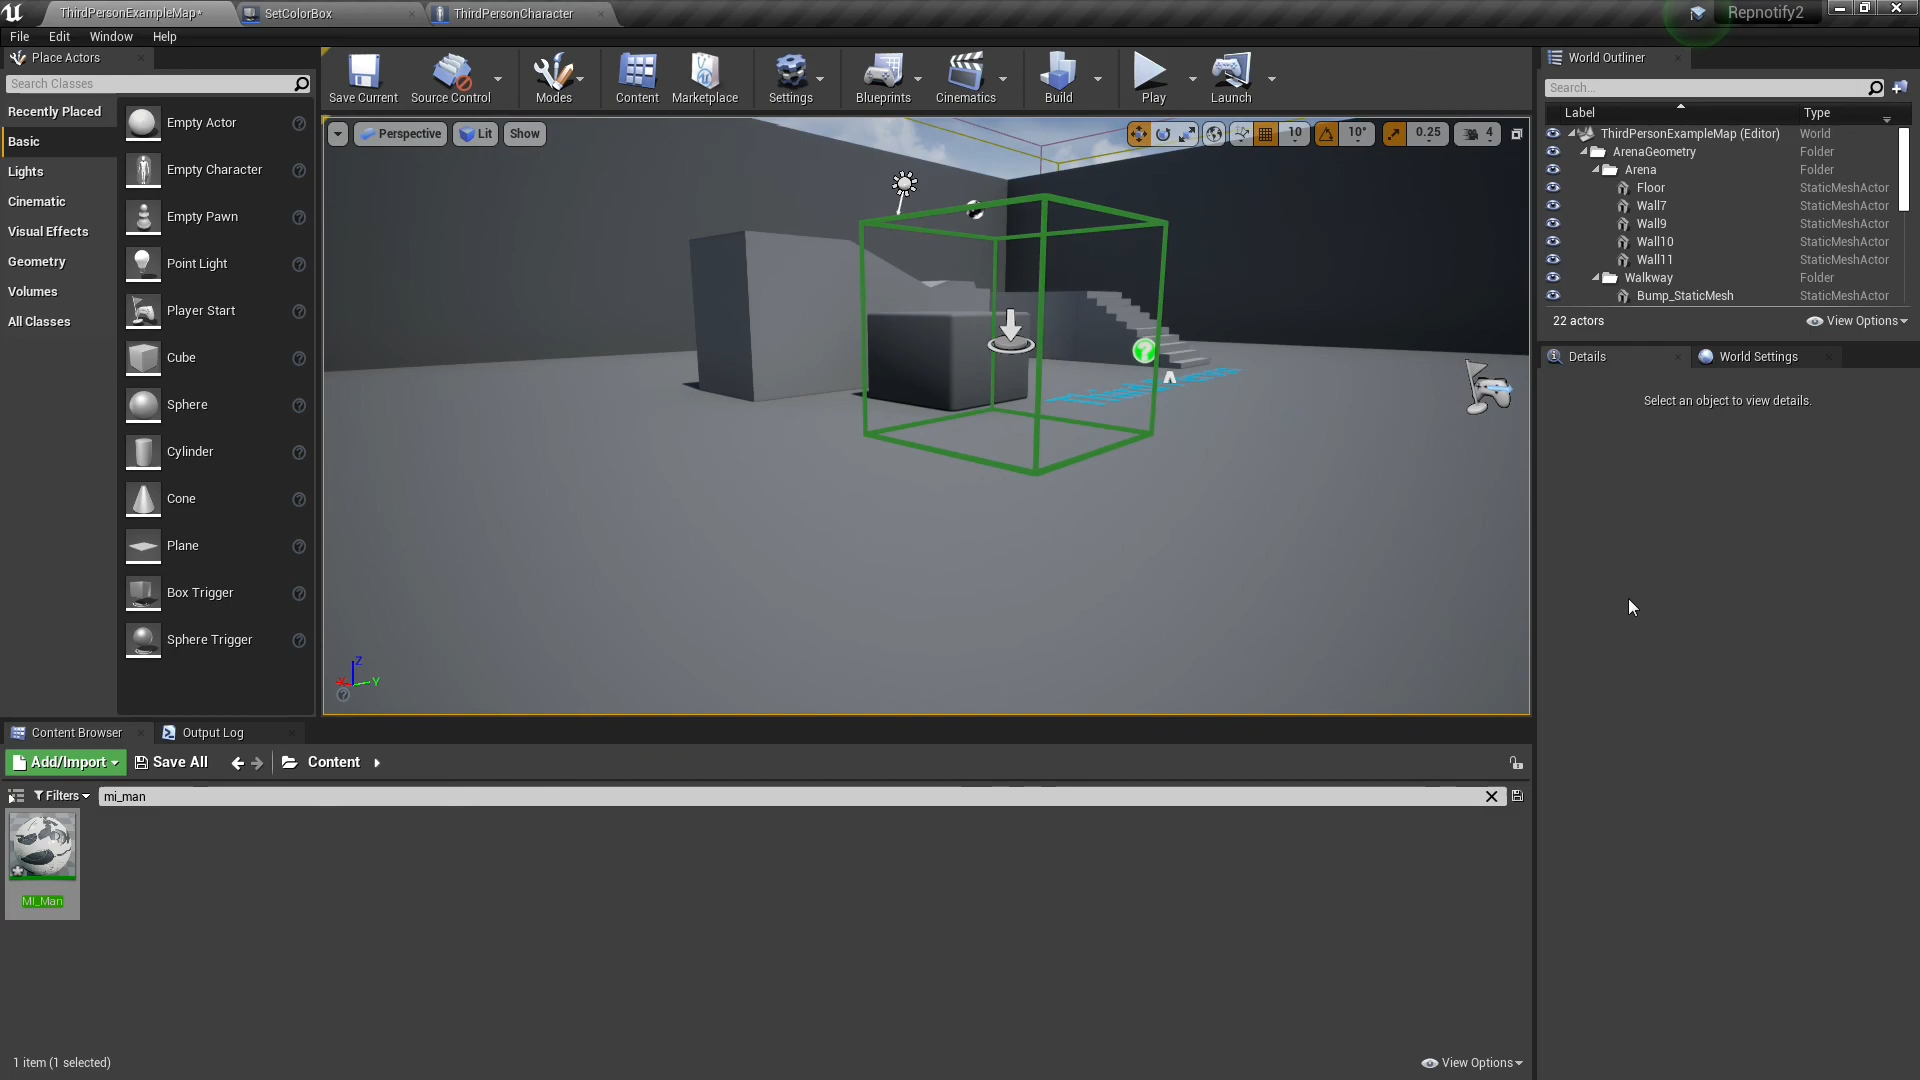 ThirdPersonExampleMap*
SetColorBox
ThirdPersonCharacter
Repnotify2
File Edit Window Help
Place Actors
Search Classes
Recently Placed
Basic
Lights
Cinematic
Visual Effects
Geometry
Volumes
All Classes
Empty Actor
Empty Character
Empty Pawn
Point Light
Player Start
Cube
Sphere
Cylinder
Cone
Plane
Box Trigger
Sphere Trigger
Save Current
Source Control
Modes
Content
Marketplace
Settings
Blueprints
Cinematics
Build
Play
Launch
Perspective
Lit
Show
10
10°
0.25
4
Z
X
Y
World Outliner
Search...
Label Type
ThirdPersonExampleMap (Editor) World
ArenaGeometry Folder
Arena Folder
Floor StaticMeshActor
Wall7 StaticMeshActor
Wall9 StaticMeshActor
Wall10 StaticMeshActor
Wall11 StaticMeshActor
Walkway Folder
Bump_StaticMesh StaticMeshActor
22 actors
View Options
Details
World Settings
Select an object to view details.
Content Browser
Output Log
Add/Import
Save All
Content
Filters
mi_man
MI_Man
1 item (1 selected)
View Options